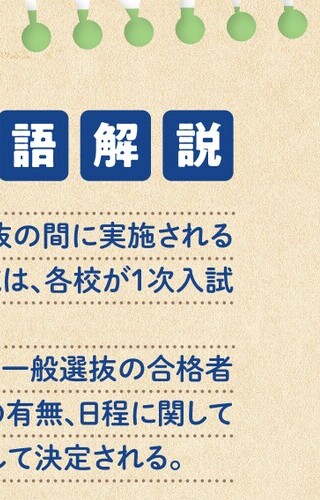 語解説
の間に実施される
は、各校が1次入試
一般選抜の合格者
有無、日程に関して
して決定される。